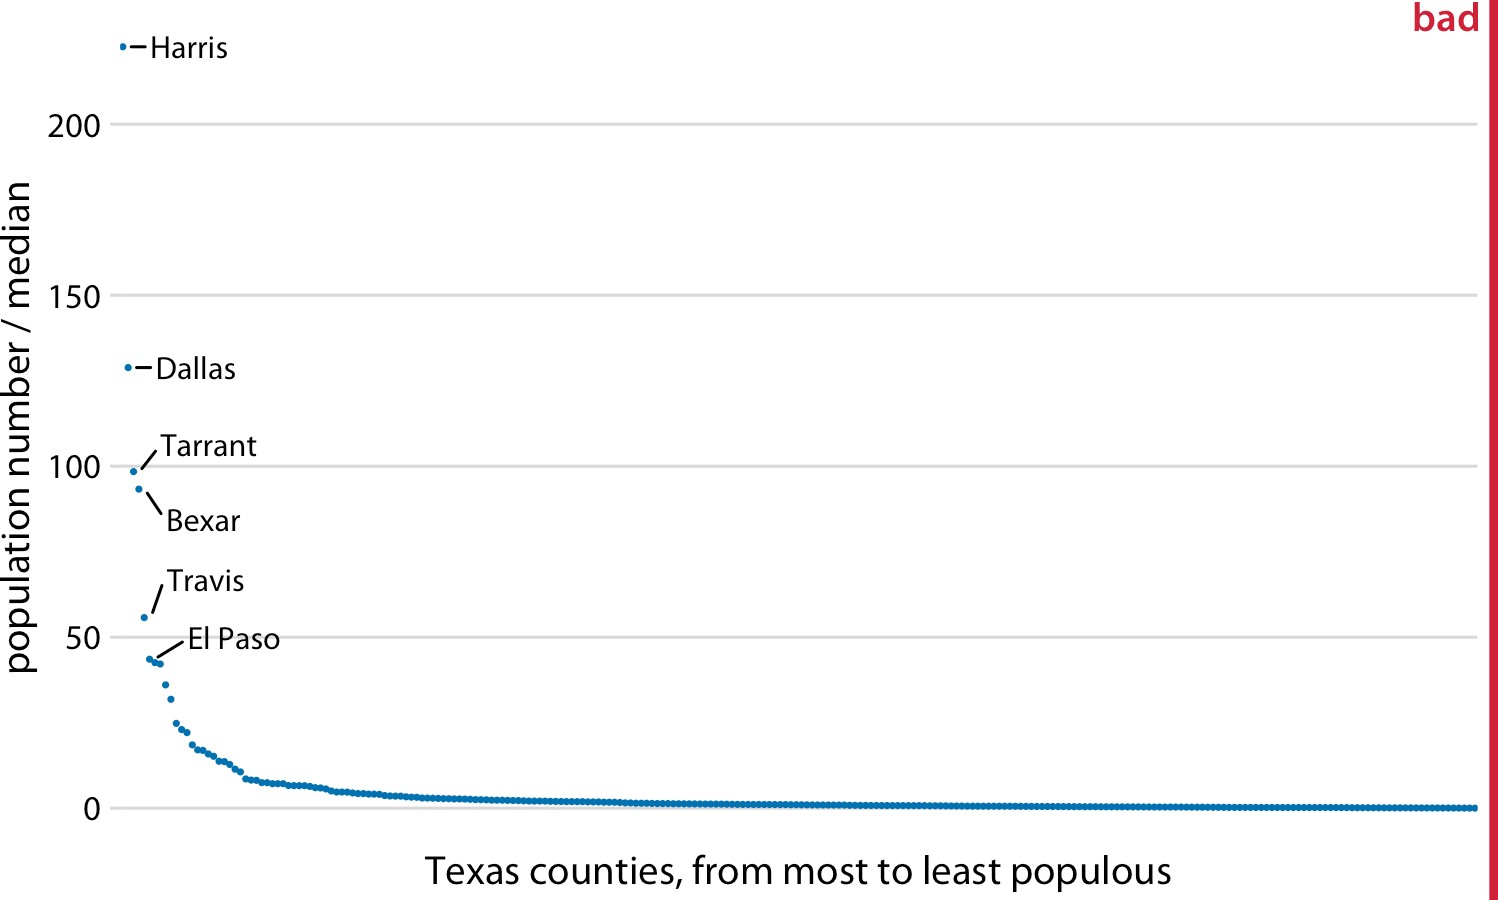 bad
Harris
200
150
Dallas
Tarrant
100
Bexar
Travis
El Paso
50
0
population number / median
Texas counties, from most to least populous